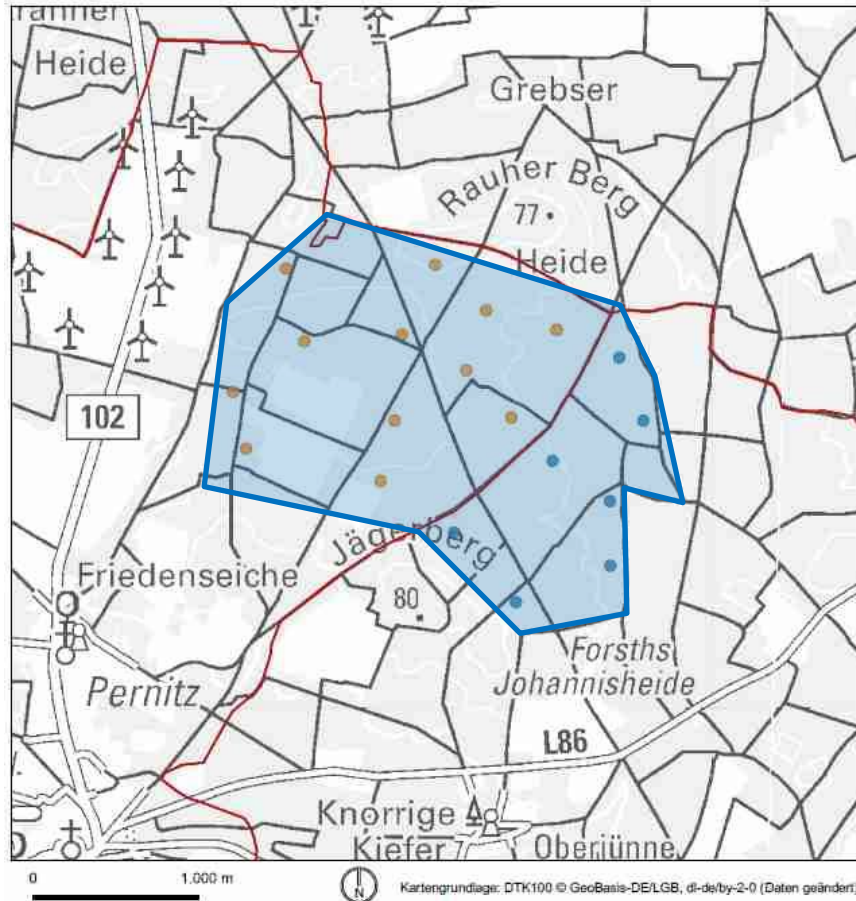 Heide
Grebser
Rauher Berg
77
Heide
102
Jägerberg
Friedenseiche
80
Forsths
Johannisheide
Pernitz
L86
Knorrige
Kiefer
Oberjünne
0
1.000 m
N
Kartengrundlage: DTK100 © GeoBasis-DE/LGB, dl-de/by-2-0 (Daten geändert)